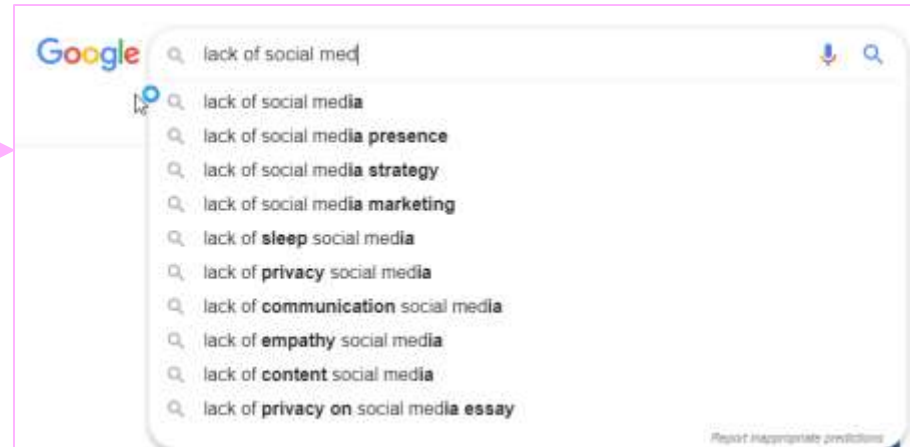 Google
lack of social med
lack of social media
lack of social media presence
lack of social media strategy
lack of social media marketing
lack of sleep social media
lack of privacy social media
lack of communication social media
lack of empathy social media
lack of content social media
lack of privacy on social media essay
Report inappropriate predictions